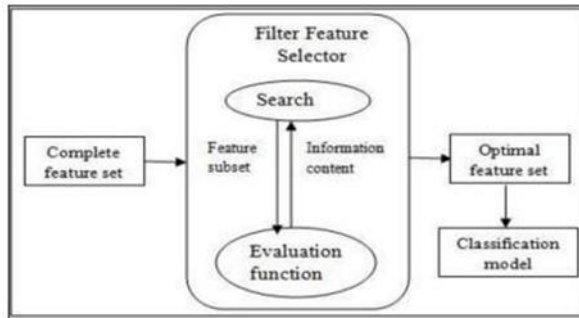 Filter Feature
Selector
Search
Feature
subset
Information
content
Evaluation
function
Complete
feature set
Optimal
feature set
Classification
model